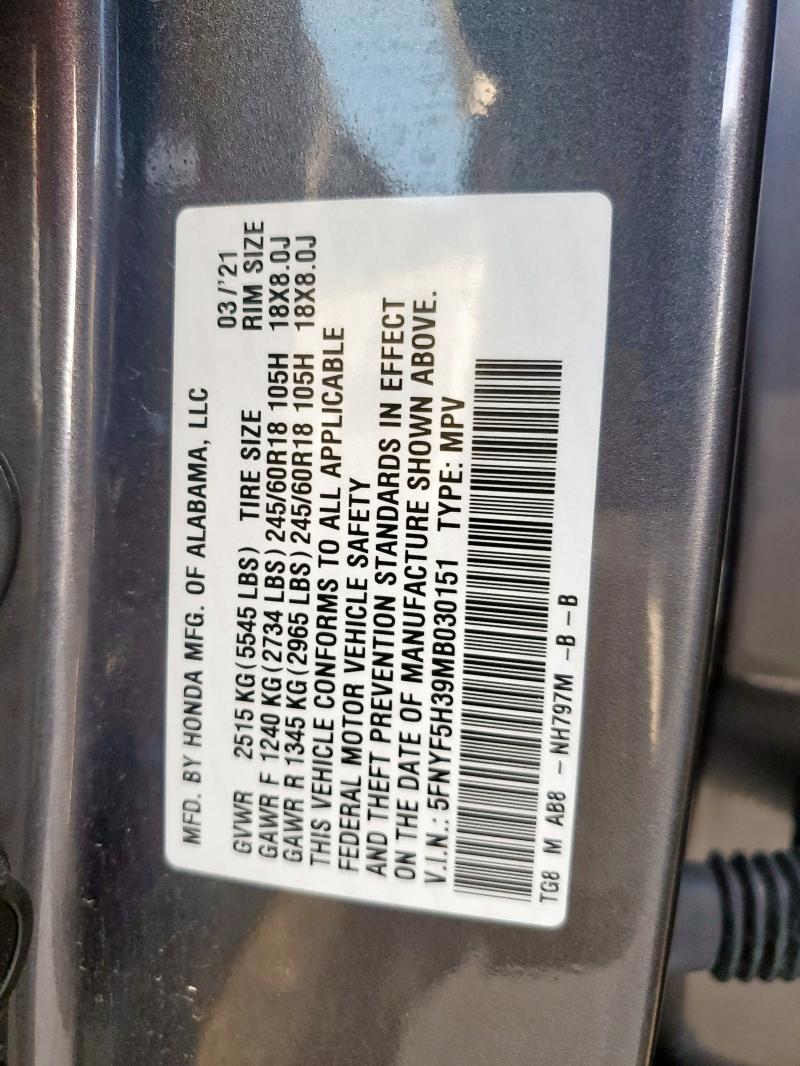 MFD. BY HONDA MFG. OF ALABAMA, LLC
03/'21
GVWR 2515 KG (5545 LBS) TIRE SIZE RIM SIZE
GAWR F 1240 KG (2734 LBS) 245/60R18 105H 18X8.0J
GAWR R 1345 KG (2965 LBS) 245/60R18 105H 18X8.0J
THIS VEHICLE CONFORMS TO ALL APPLICABLE
FEDERAL MOTOR VEHICLE SAFETY
AND THEFT PREVENTION STANDARDS IN EFFECT
ON THE DATE OF MANUFACTURE SHOWN ABOVE.
V.I.N.: 5FNYF5H39MB030151 TYPE: MPV
TG8 M AB8 - NH797M -B -B